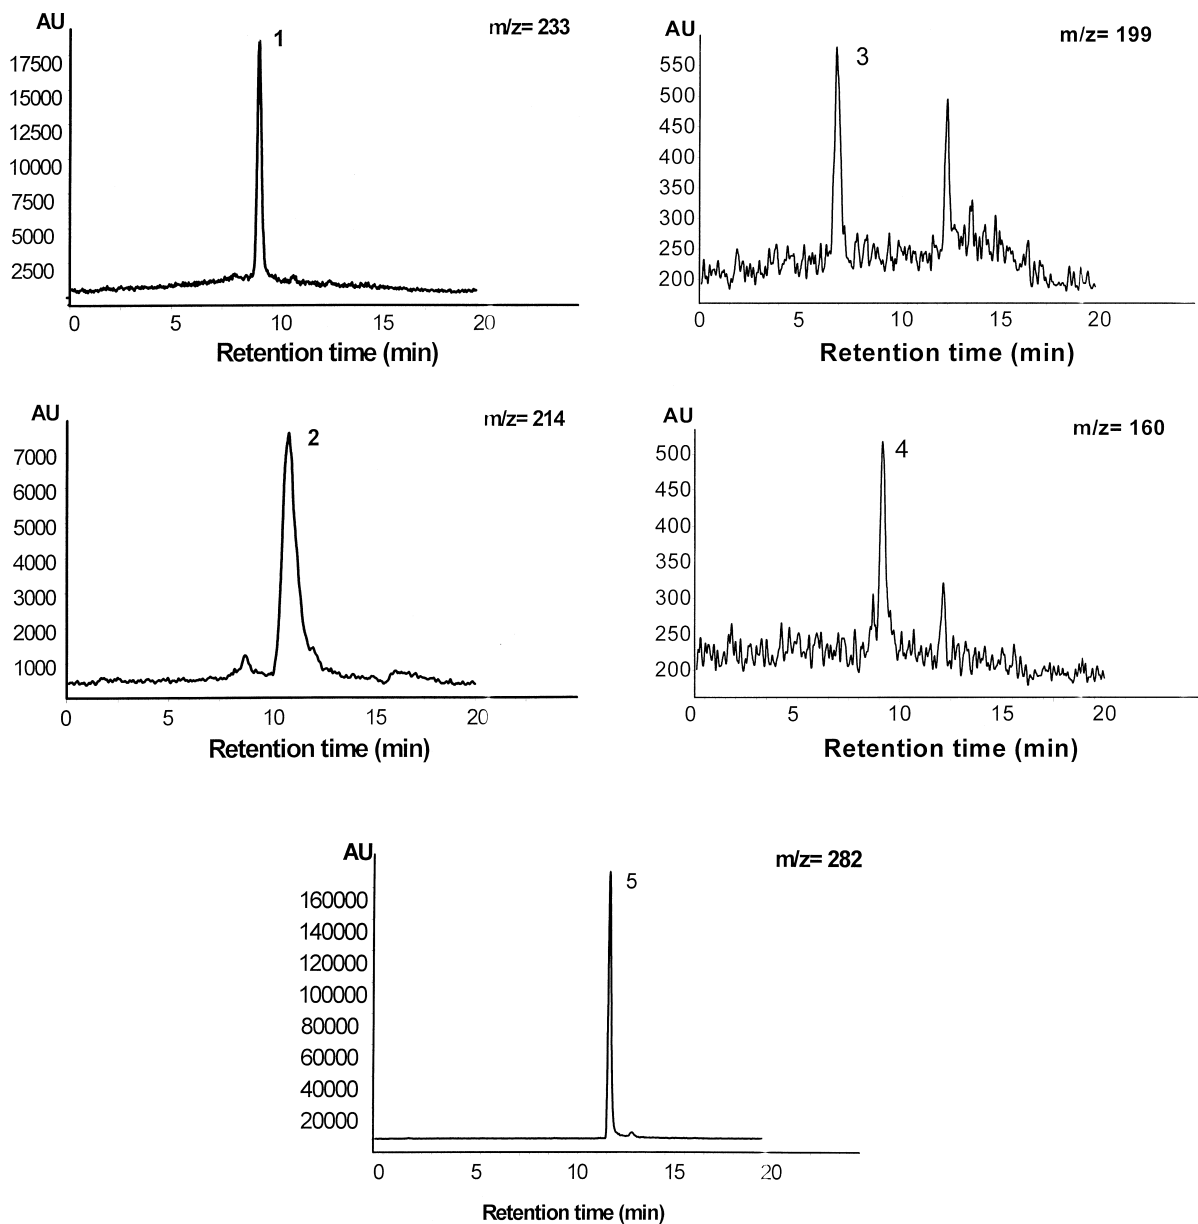 AU
m/z= 233
1
17500
15000
12500
10000
7500
5000
2500
0 5 10 15 20
Retention time (min)
AU
m/z= 199
3
550
500
450
400
350
300
250
200
0 5 10 15 20
Retention time (min)
AU
m/z= 214
2
7000
6000
5000
4000
3000
2000
1000
0 5 10 15 20
Retention time (min)
AU
m/z= 160
4
500
450
400
350
300
250
200
0 5 10 15 20
Retention time (min)
AU
m/z= 282
5
160000
140000
120000
100000
80000
60000
40000
20000
0 5 10 15 20
Retention time (min)